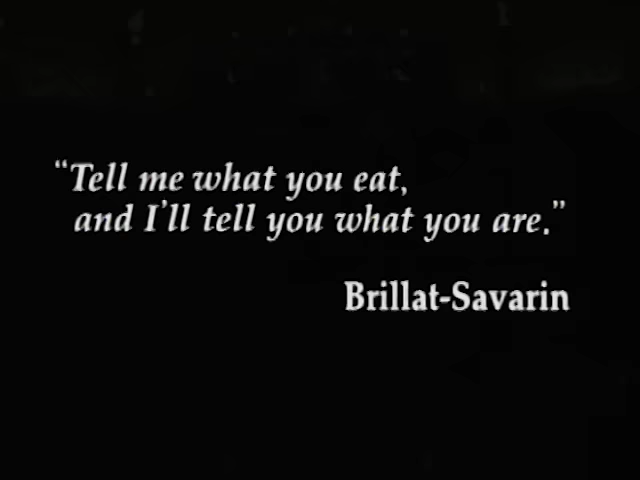 “Tell me what you eat,
and I'll tell you what you are.”
Brillat-Savarin